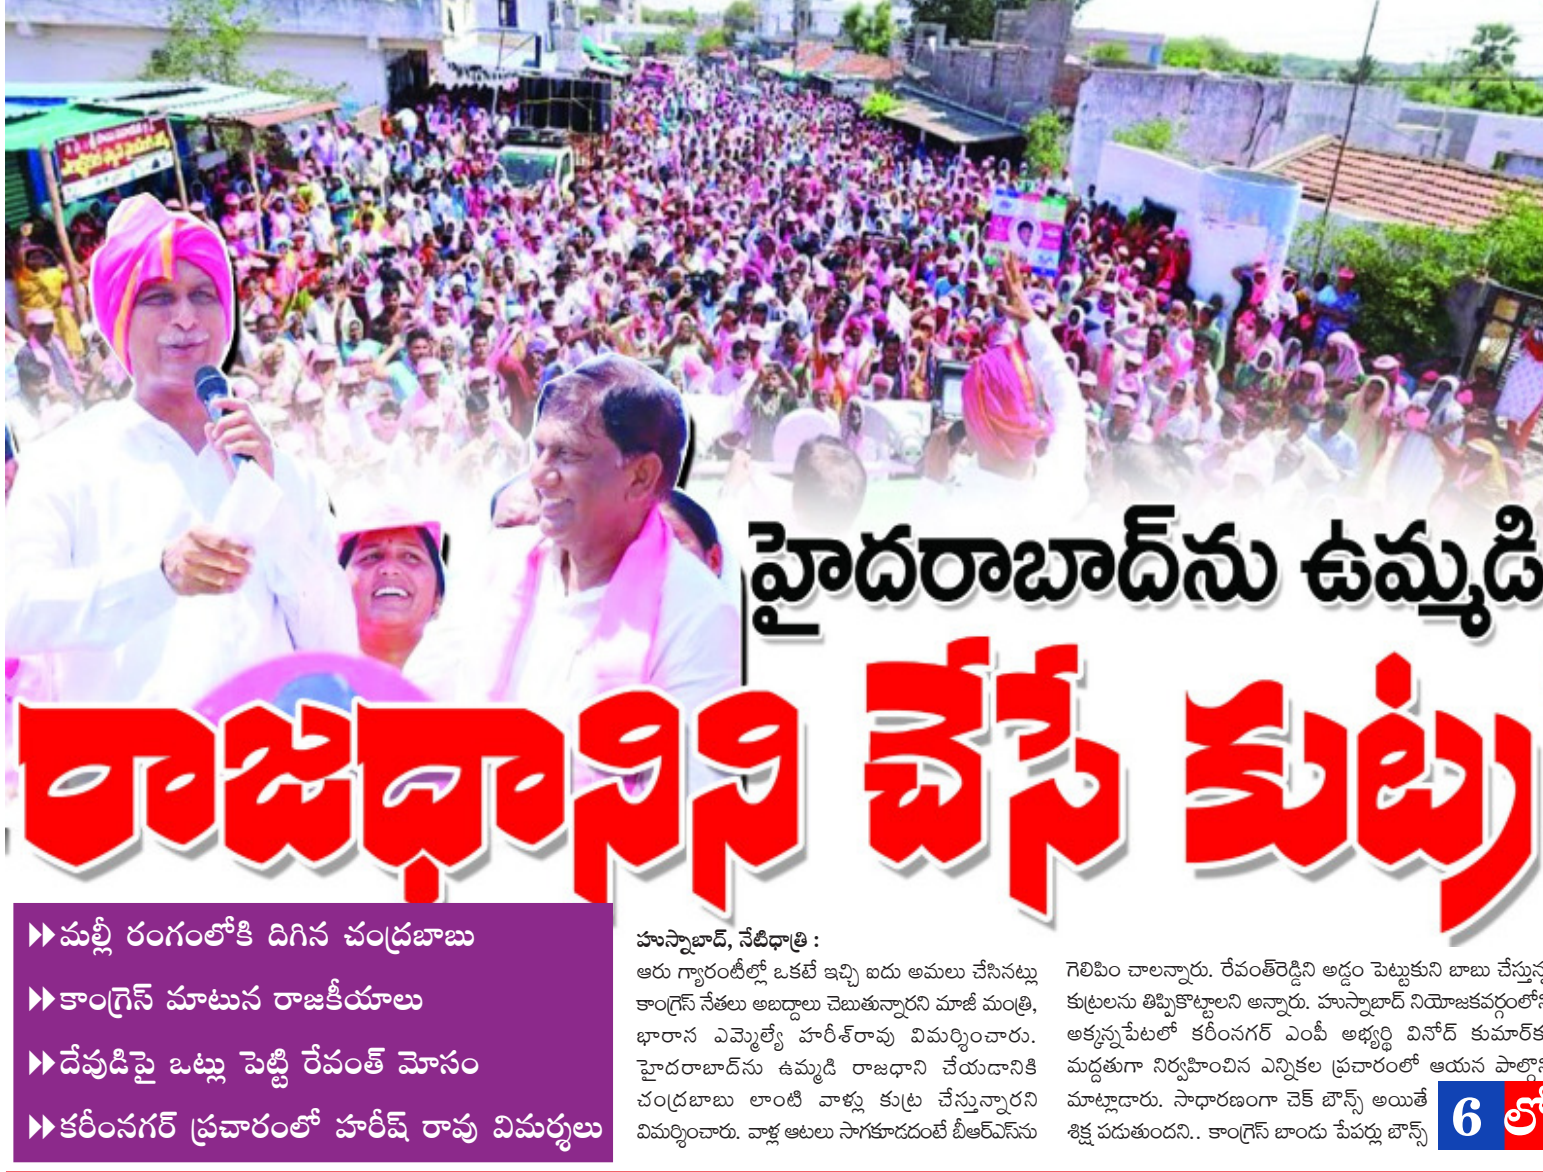 హైదరాబాద్‌ను ఉమ్మడి
రాజధానిని చేసే కుట్ర
మల్లీ రంగంలోకి దిగిన చంద్రబాబు
కాంగ్రెస్ మాటున రాజకీయాలు
దేవుడిపై ఒట్లు పెట్టి రేవంత్ మోసం
కరీంనగర్ ప్రచారంలో హరీష్ రావు విమర్శలు
హుస్నాబాద్, నేటిధాత్రి :
ఆరు గ్యారంటీల్లో ఒకటే ఇచ్చి ఐదు అమలు చేసినట్లు
కాంగ్రెస్ నేతలు అబద్దాలు చెబుతున్నారని మాజీ మంత్రి,
భారాస ఎమ్మెల్యే హరీశ్‌రావు విమర్శించారు.
హైదరాబాద్‌ను ఉమ్మడి రాజధాని చేయడానికి
చంద్రబాబు లాంటి వాళ్లు కుట్ర చేస్తున్నారని
విమర్శించారు. వాళ్ల ఆటలు సాగకూడదంటే బీఆర్ఎస్‌ను
గెలిపిం చాలన్నారు. రేవంత్‌రెడ్డిని అడ్డం పెట్టుకుని బాబు
కుట్రలను తిప్పికొట్టాలని అన్నారు. హుస్నాబాద్
అక్కన్నపేటలో కరీంనగర్ ఎంపీ అభ్యర్థి వినోద్
మద్దతుగా నిర్వహించిన ఎన్నికల ప్రచారంలో ఆయన
మాట్లాడారు. సాధారణంగా చెక్ బౌన్స్ అయితే
శిక్ష పడుతుందని.. కాంగ్రెస్ బాండు పేపర్లు బౌన్స్
6 లో